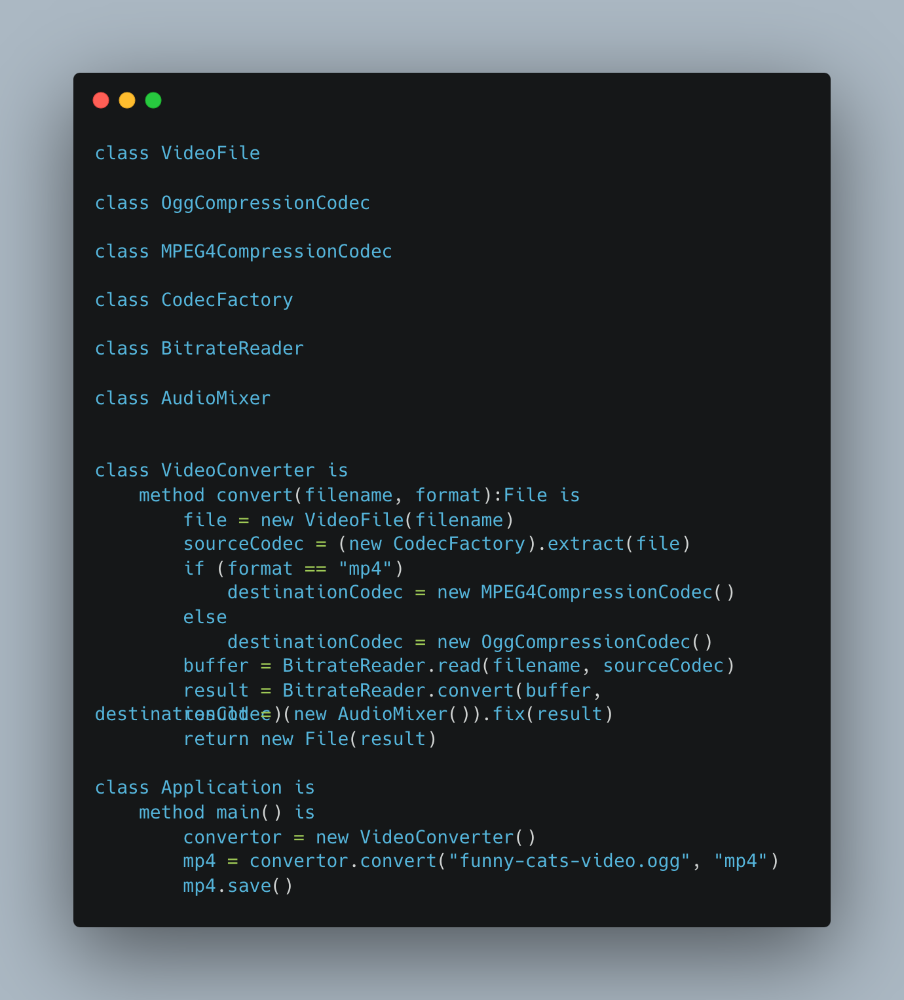 class VideoFile
class OggCompressionCodec
class MPEG4CompressionCodec
class CodecFactory
class BitrateReader
class AudioMixer
class VideoConverter is
    method convert(filename, format):File is
        file = new VideoFile(filename)
        sourceCodec = (new CodecFactory).extract(file)
        if (format == "mp4")
            destinationCodec = new MPEG4CompressionCodec()
        else
            destinationCodec = new OggCompressionCodec()
        buffer = BitrateReader.read(filename, sourceCodec)
        result = BitrateReader.convert(buffer,
destinationCodec)
        result = (new AudioMixer()).fix(result)
        return new File(result)
class Application is
    method main() is
        convertor = new VideoConverter()
        mp4 = convertor.convert("funny-cats-video.ogg", "mp4")
        mp4.save()